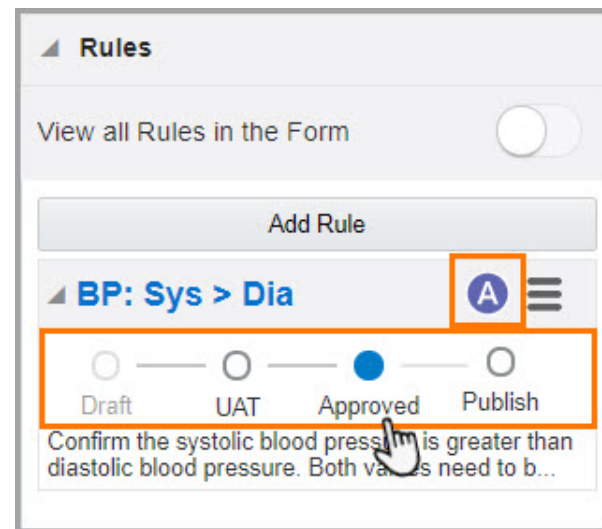 Rules
View all Rules in the Form
Add Rule
BP: Sys > Dia
A
Draft UAT Approved Publish
Confirm the systolic blood pressure is greater than
diastolic blood pressure. Both values need to b...